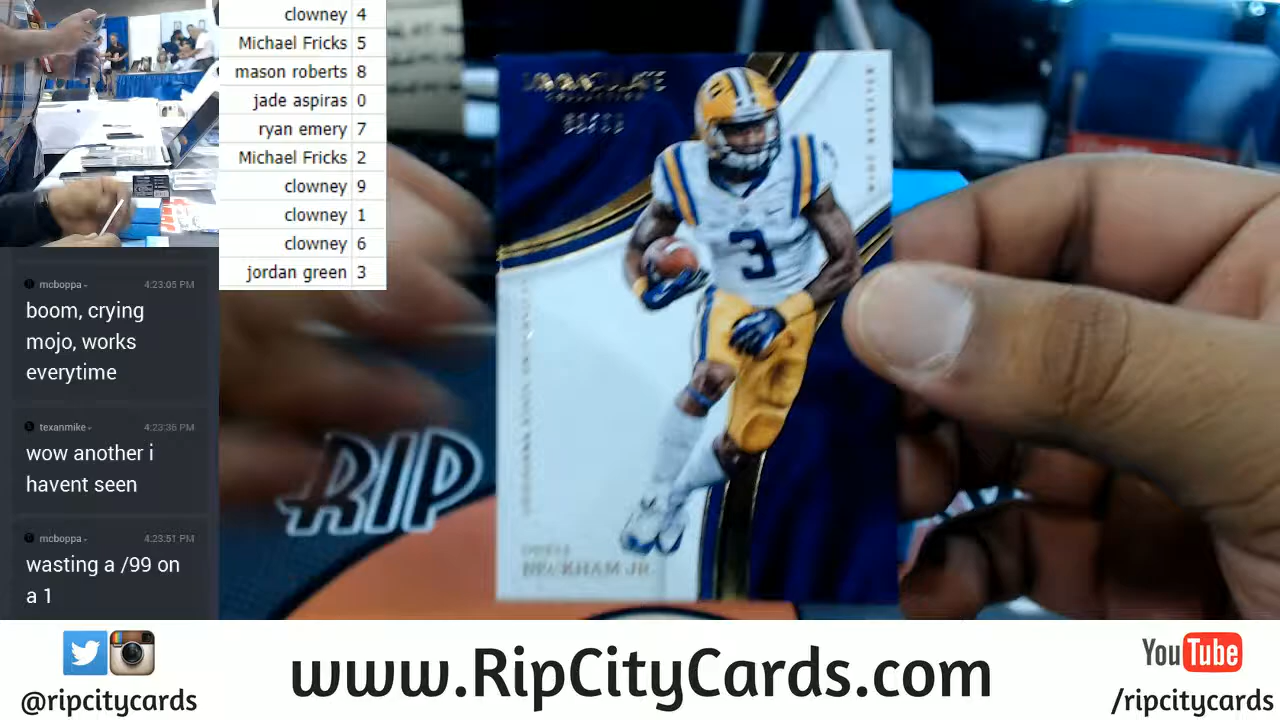 clowney 4
Michael Fricks 5
mason roberts 8
jade aspiras 0
ryan emery 7
Michael Fricks 2
clowney 9
clowney 1
clowney 6
jordan green 3
mcboppa - 4:23:05 PM
boom, crying
mojo, works
everytime
texanmike - 4:23:36 PM
wow another i
havent seen
mcboppa - 4:23:51 PM
wasting a /99 on
a 1
IMMACULATE
COLLECTION
3
ODELL
BECKHAM JR.
RIP
@ripcitycards
www.RipCityCards.com
YouTube
/ripcitycards